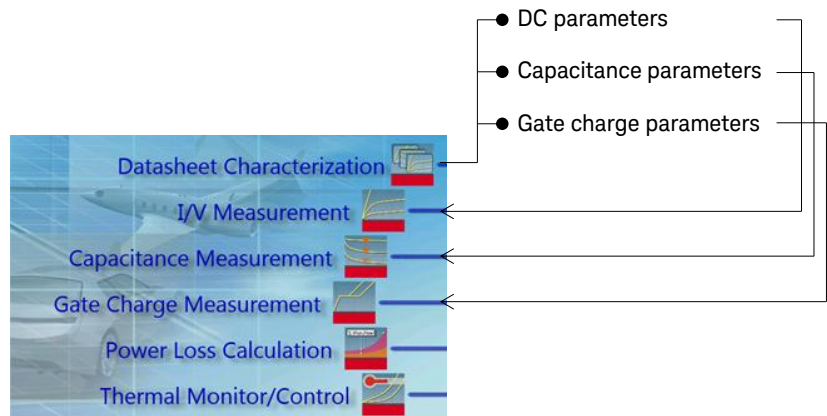 DC parameters
Capacitance parameters
Gate charge parameters
Datasheet Characterization
I/V Measurement
Capacitance Measurement
Gate Charge Measurement
Power Loss Calculation
Thermal Monitor/Control